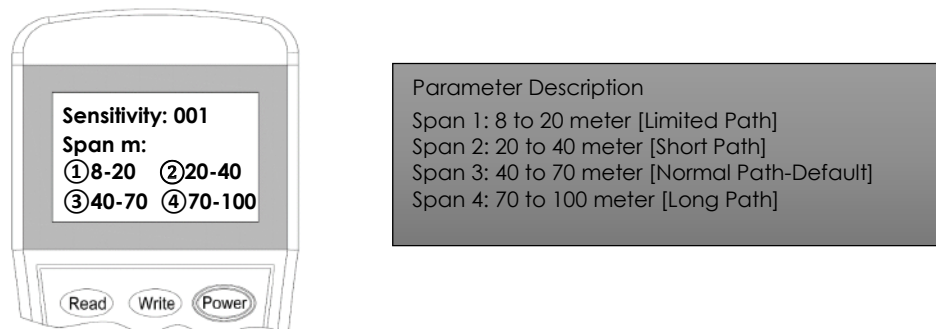 Sensitivity: 001
Span m:
①8-20 ②20-40
③40-70 ④70-100
Read Write Power
Parameter Description
Span 1: 8 to 20 meter [Limited Path]
Span 2: 20 to 40 meter [Short Path]
Span 3: 40 to 70 meter [Normal Path-Default]
Span 4: 70 to 100 meter [Long Path]